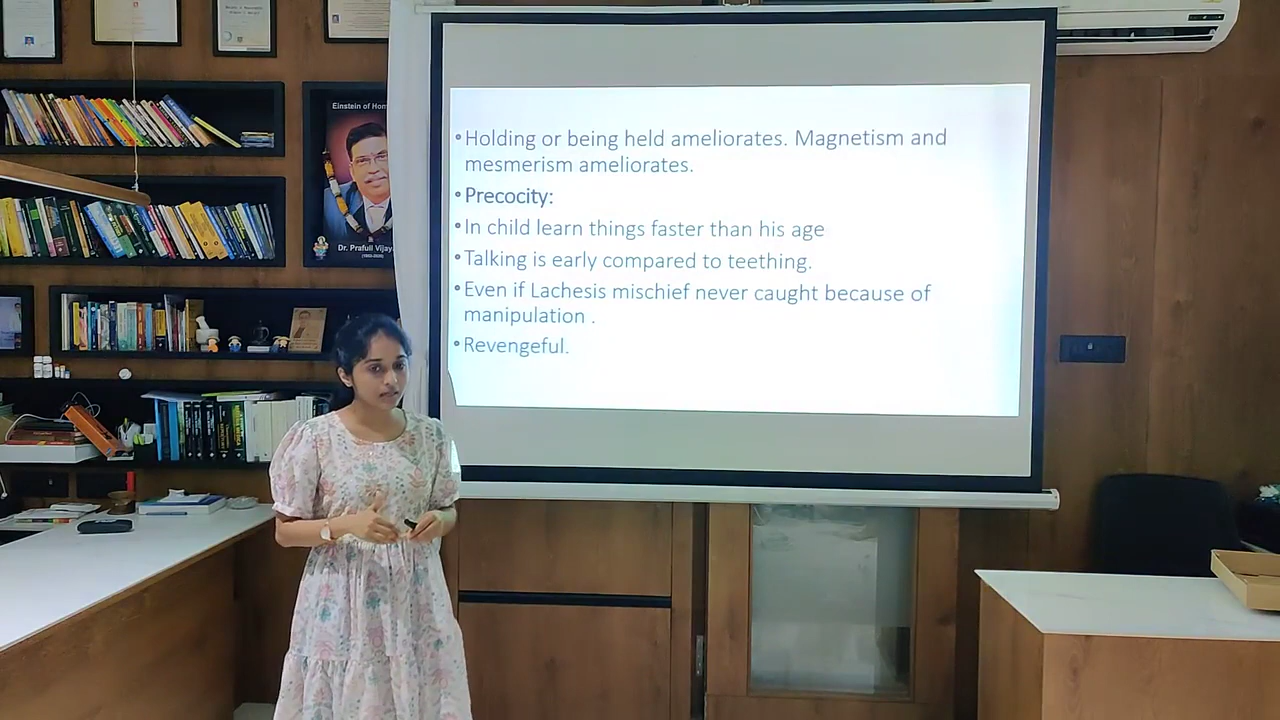 Einstein of Hom
Dr. Prafull Vijay
• Holding or being held ameliorates. Magnetism and
mesmerism ameliorates.
• Precocity:
• In child learn things faster than his age
• Talking is early compared to teething.
• Even if Lachesis mischief never caught because of
manipulation .
• Revengeful.